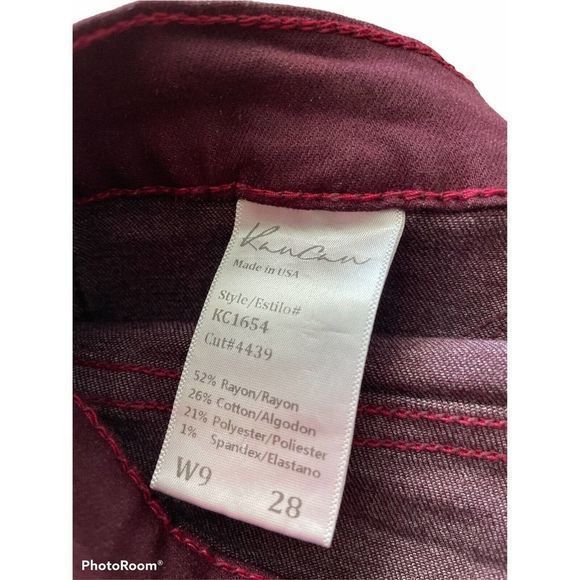 KanCan
Made in USA
Style/Estilo#
KC1654
Cut#4439
52% Rayon/Rayon
26% Cotton/Algodon
21% Polyester/Poliester
1% Spandex/Elastano
W9 28
PhotoRoom®